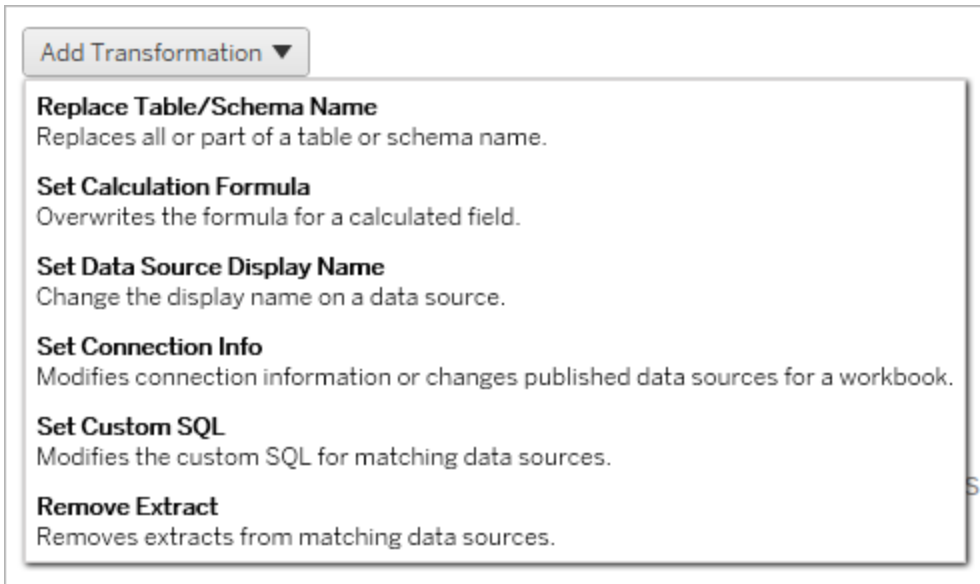 Add Transformation ▼
Replace Table/Schema Name
Replaces all or part of a table or schema name.
Set Calculation Formula
Overwrites the formula for a calculated field.
Set Data Source Display Name
Change the display name on a data source.
Set Connection Info
Modifies connection information or changes published data sources for a workbook.
Set Custom SQL
Modifies the custom SQL for matching data sources.
Remove Extract
Removes extracts from matching data sources.